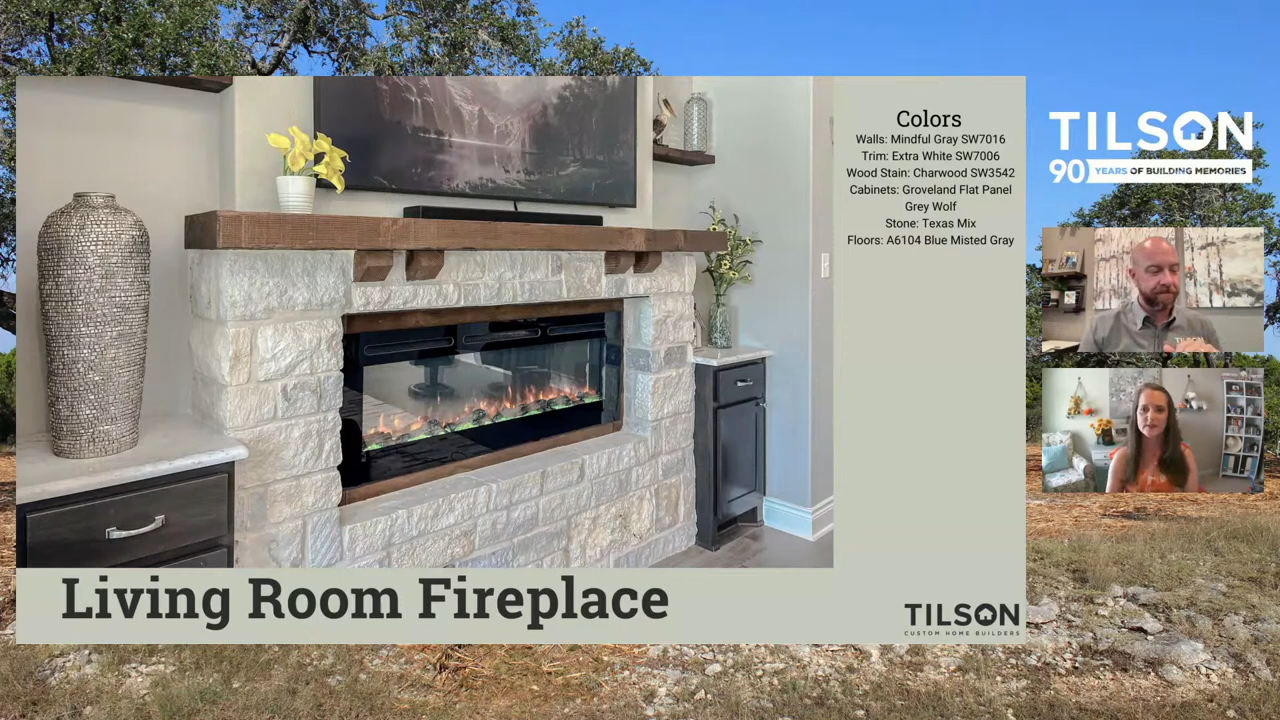 Colors
Walls: Mindful Gray SW7016
Trim: Extra White SW7006
Wood Stain: Charwood SW3542
Cabinets: Groveland Flat Panel
Grey Wolf
Stone: Texas Mix
Floors: A6104 Blue Misted Gray
Living Room Fireplace
TILSON
CUSTOM HOME BUILDERS
TILSON
90 YEARS OF BUILDING MEMORIES